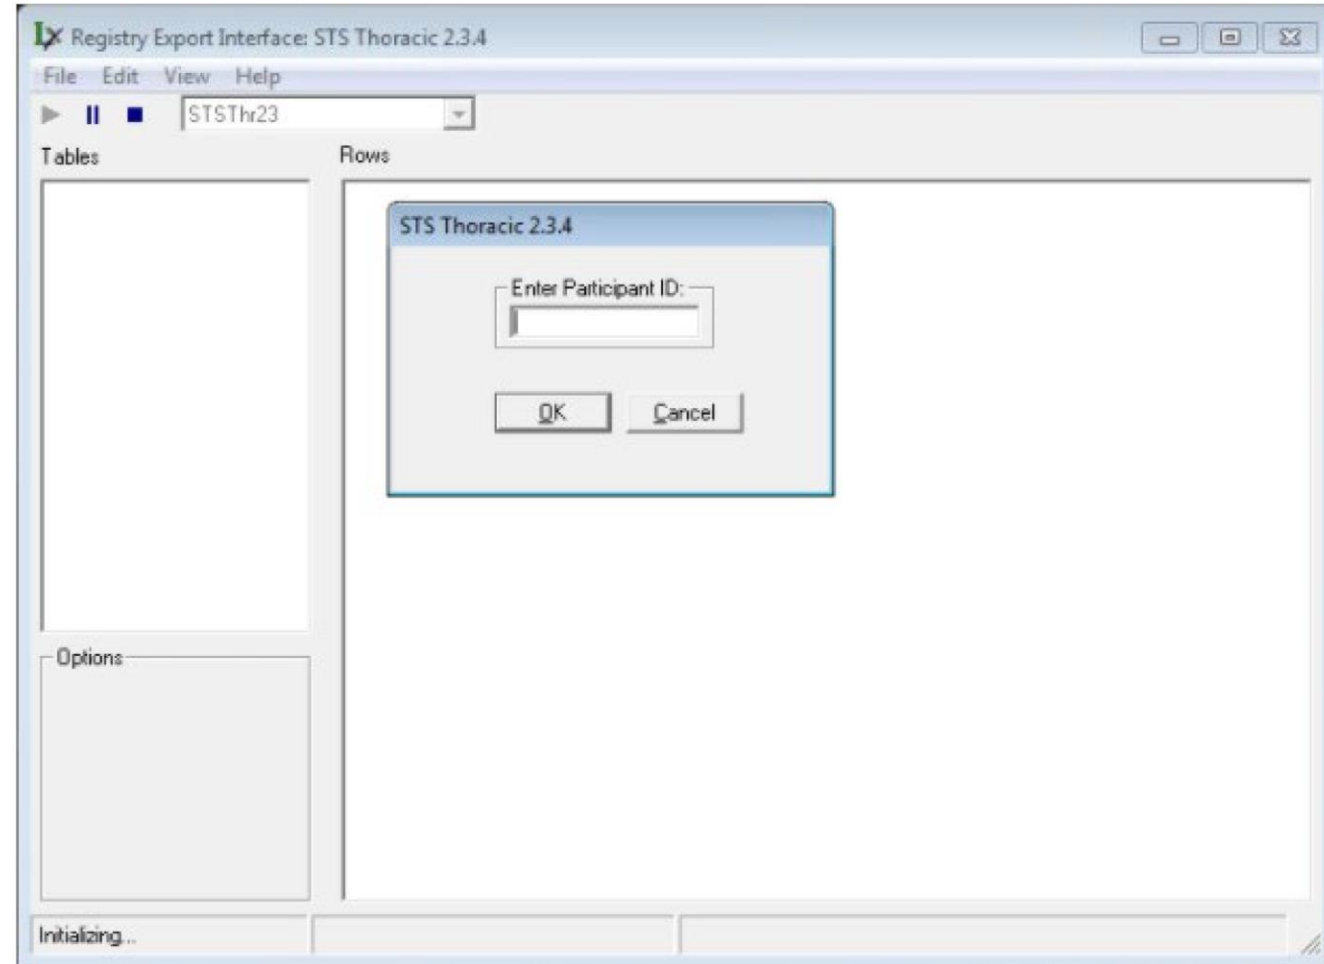 Lx Registry Export Interface: STS Thoracic 2.3.4
File Edit View Help
STSThr23
Tables Rows
STS Thoracic 2.3.4
Enter Participant ID:
OK Cancel
Options
Initializing...